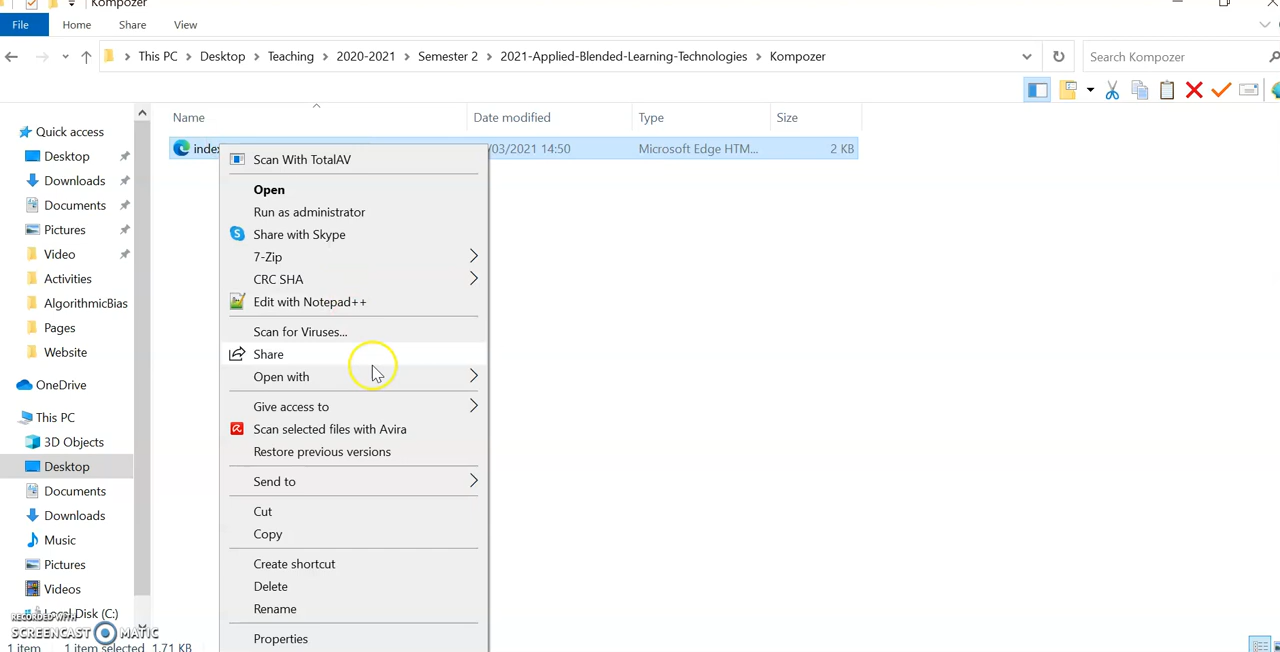 Kompozer
File Home Share View
This PC > Desktop > Teaching > 2020-2021 > Semester 2 > 2021-Applied-Blended-Learning-Technologies > Kompozer
Search Kompozer
Name Date modified Type Size
index /03/2021 14:50 Microsoft Edge HTM... 2 KB
Quick access
Desktop
Downloads
Documents
Pictures
Video
Activities
AlgorithmicBias
Pages
Website
OneDrive
This PC
3D Objects
Desktop
Documents
Downloads
Music
Pictures
Videos
Local Disk (C:)
Scan With TotalAV
Open
Run as administrator
Share with Skype
7-Zip
CRC SHA
Edit with Notepad++
Scan for Viruses...
Share
Open with
Give access to
Scan selected files with Avira
Restore previous versions
Send to
Cut
Copy
Create shortcut
Delete
Rename
Properties
RECORDED WITH
SCREENCAST MATIC
1 item 1 item selected 1.71 KB